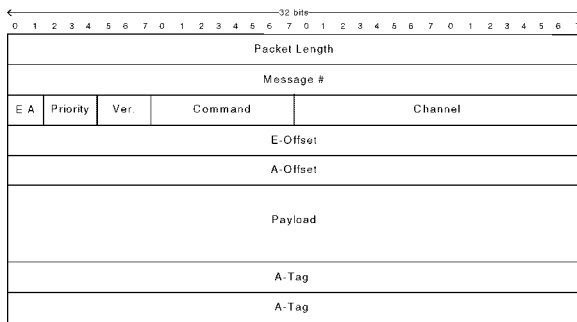 32 bits
0 1 2 3 4 5 6 7 0 1 2 3 4 5 6 7 0 1 2 3 4 5 6 7 0 1 2 3 4 5 6 7
Packet Length
Message #
E A Priority Ver. Command Channel
E-Offset
A-Offset
Payload
A-Tag
A-Tag